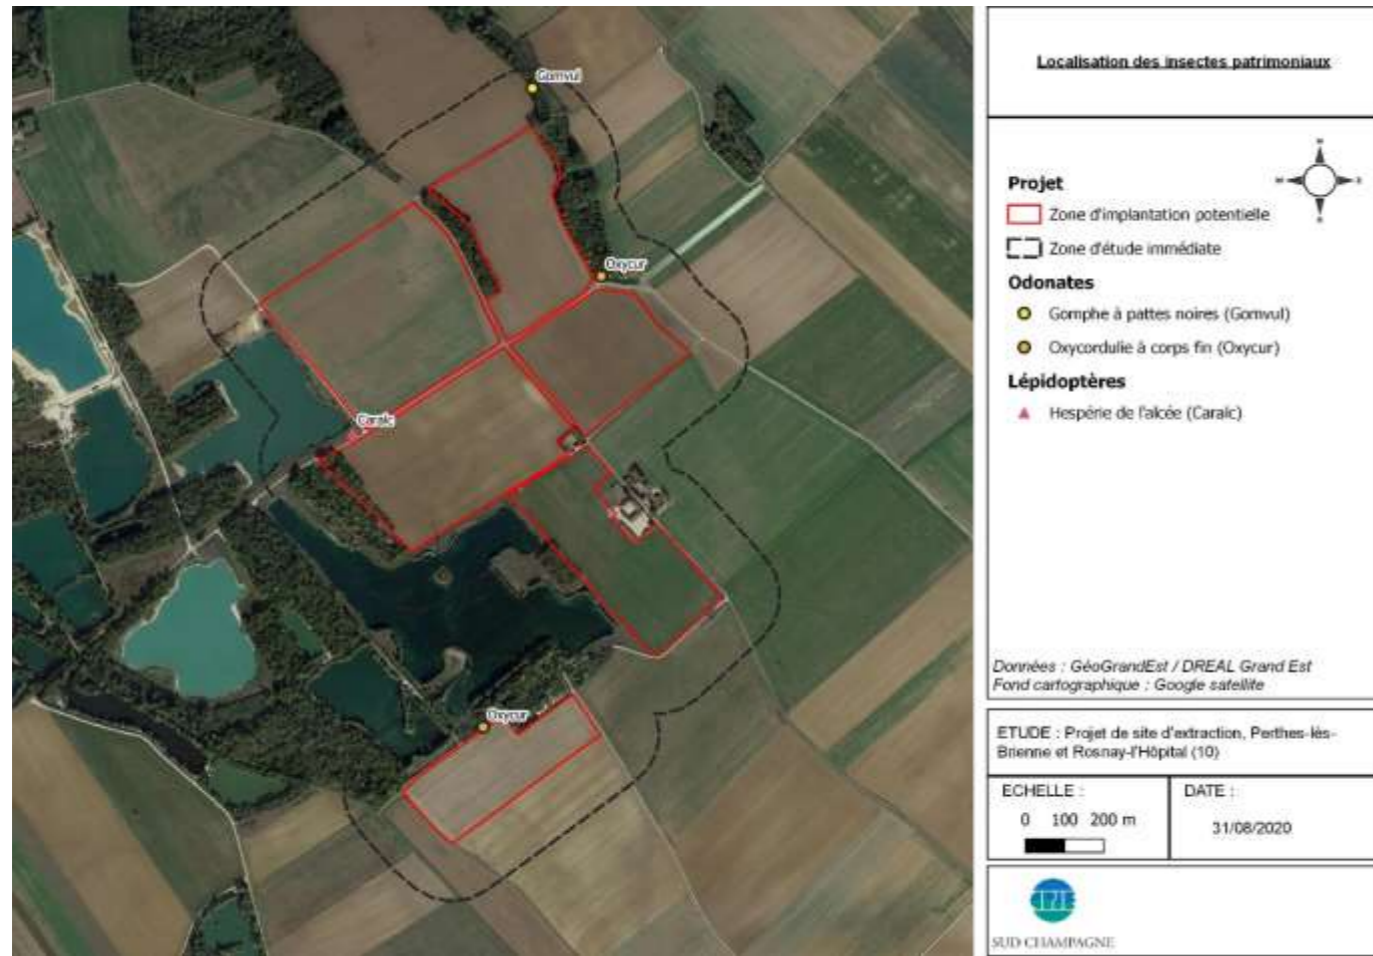 Gomvul
Oxycur
Caralc
Oxycur
Localisation des insectes patrimoniaux
Projet
Zone d'implantation potentielle
Zone d'étude immédiate
Odonates
Gomphe à pattes noires (Gomvul)
Oxycordulie à corps fin (Oxycur)
Lépidoptères
Hespérie de l'alcée (Caralc)
Données : GéoGrandEst / DREAL Grand Est
Fond cartographique : Google satellite
ETUDE : Projet de site d'extraction, Perthes-lès-
Brienne et Rosnay-l'Hôpital (10)
ECHELLE :
0 100 200 m
DATE :
31/08/2020
CPIE
SUD CHAMPAGNE